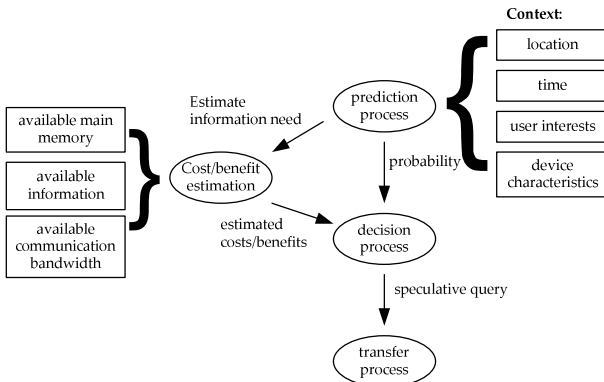 Context:
location
time
user interests
device
characteristics
prediction
process
Estimate
information need
probability
available main
memory
available
information
available
communication
bandwidth
Cost/benefit
estimation
estimated
costs/benefits
decision
process
speculative query
transfer
process